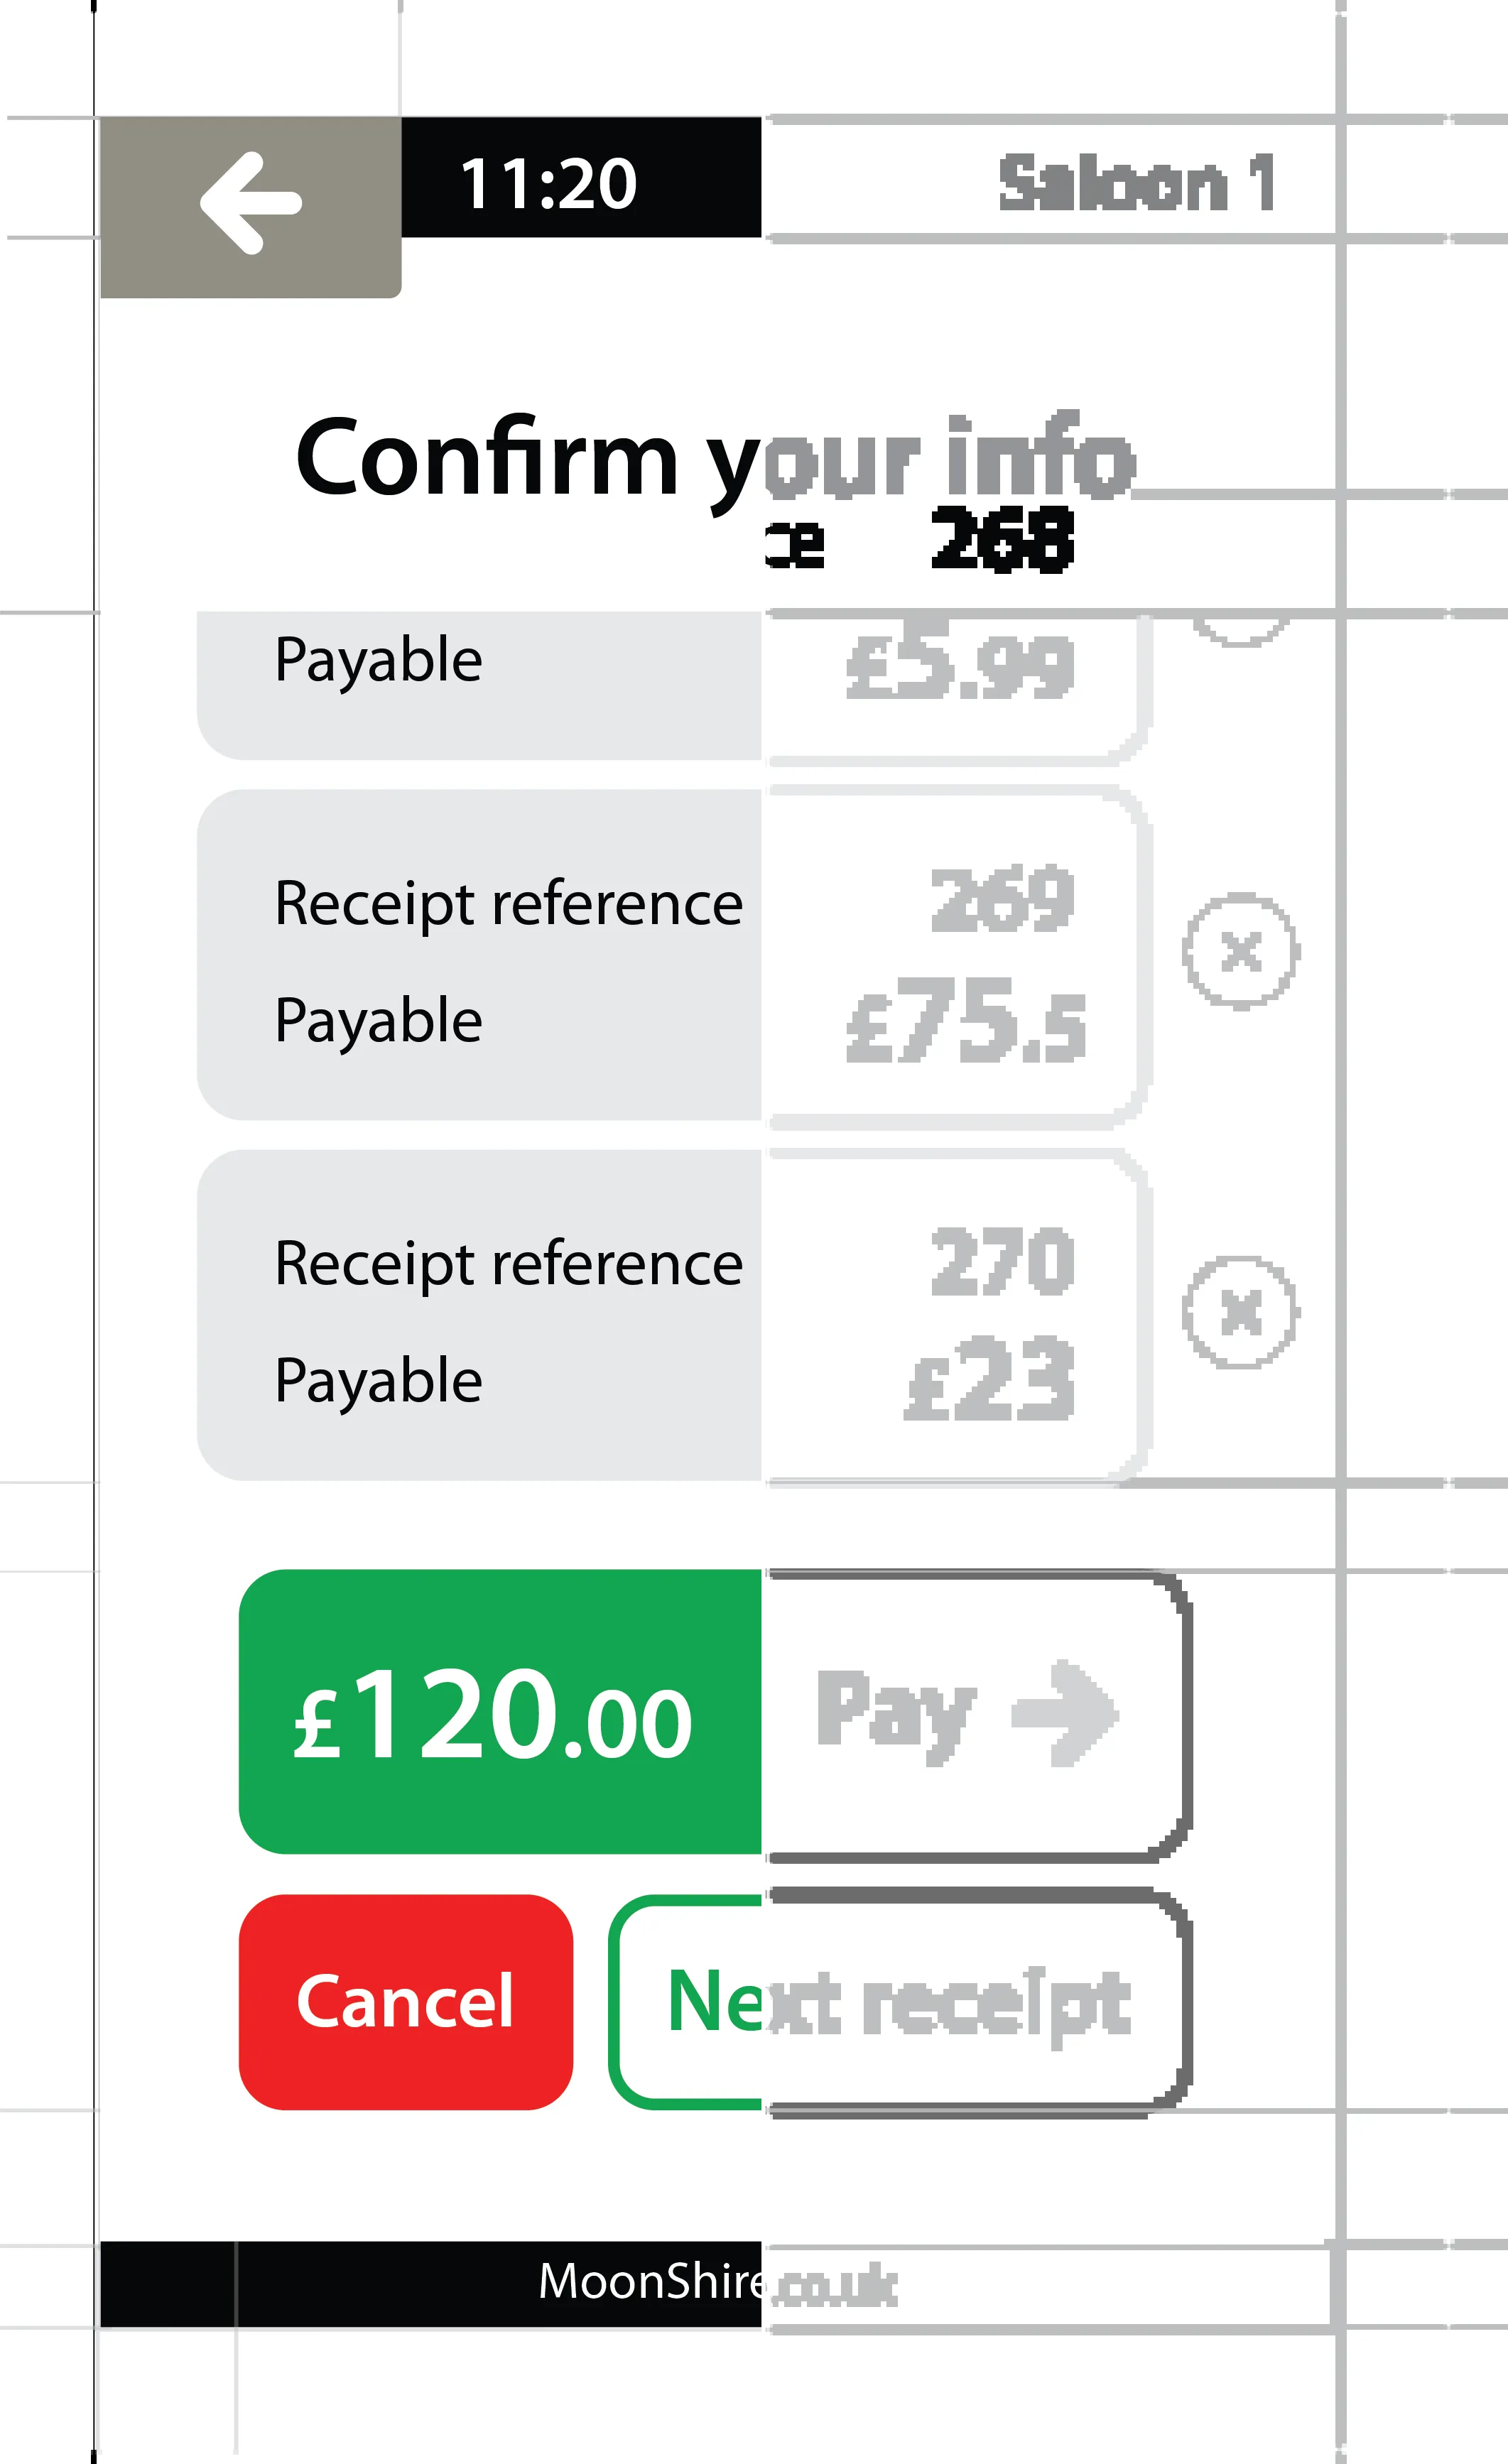 11:20 Saloon 1
Confirm your info
ce 268
Payable £5.99
Receipt reference 269
Payable £75.5
Receipt reference 270
Payable £23
£120.00 Pay
Cancel Next receipt
MoonShire.co.uk